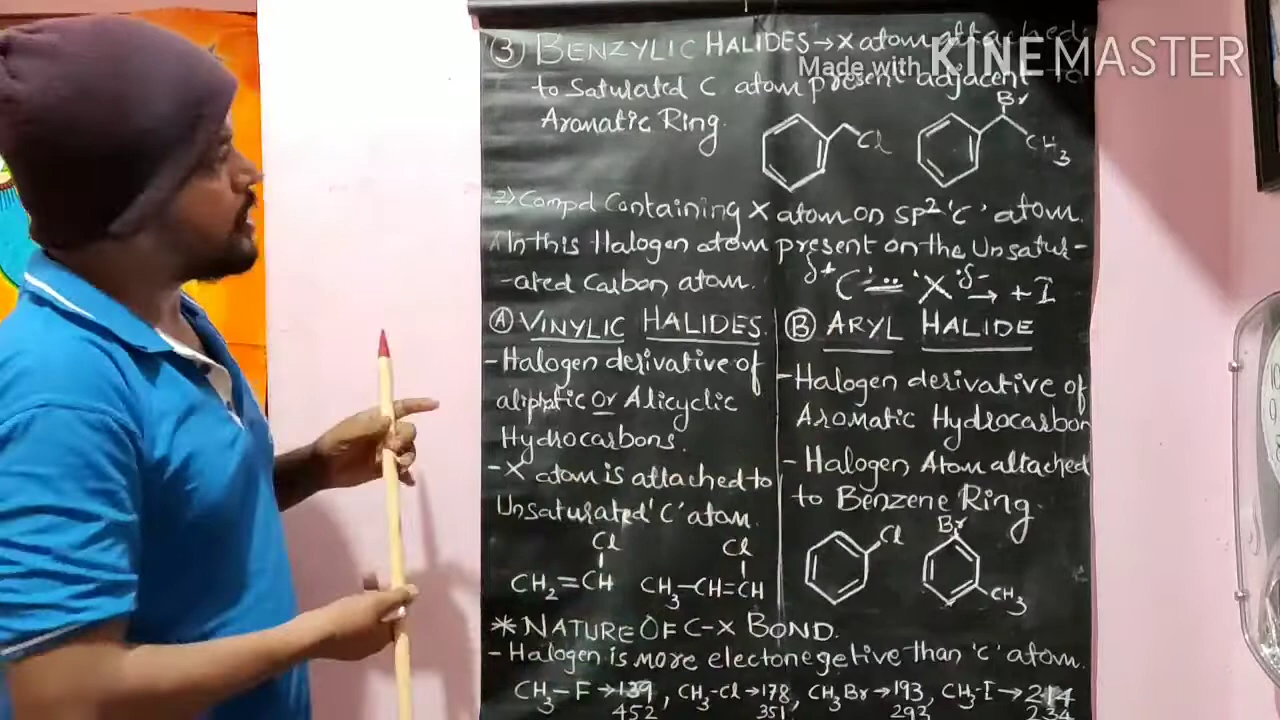 ③ BENZYLIC HALIDES → X atom attached
Made with KINEMASTER
to Saturated C atom present adjacent to
Aromatic Ring.
Cl
Br
CH3
2) Compd Containing X atom on sp² 'C' atom.
In this Halogen atom present on the Unsatur-
-ated Carbon atom.
δ+ C X δ- → +I
Ⓐ VINYLIC HALIDES.
- Halogen derivative of
aliphatic Or Alicyclic
Hydrocarbons.
- X atom is attached to
Unsaturated 'C' atom.
Cl Cl
CH2=CH CH3-CH=CH
Ⓑ ARYL HALIDE
- Halogen derivative of
Aromatic Hydrocarbon
- Halogen Atom attached
to Benzene Ring.
Cl
Br
CH3
* NATURE OF C-X BOND.
- Halogen is more electonegetive than 'c' atom.
CH3-F → 139, CH3-Cl → 178, CH3Br → 193, CH3-I → 214
452 351 293 234